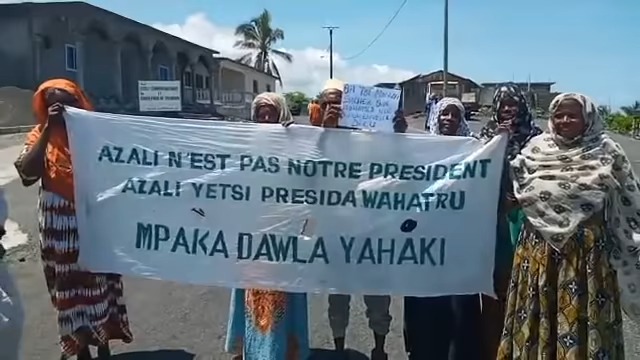 AZALI N'EST PAS NOTRE PRESIDENT
AZALI YETSI PRESIDA WAHATRU
MPAKA DAWLA YAHAKI